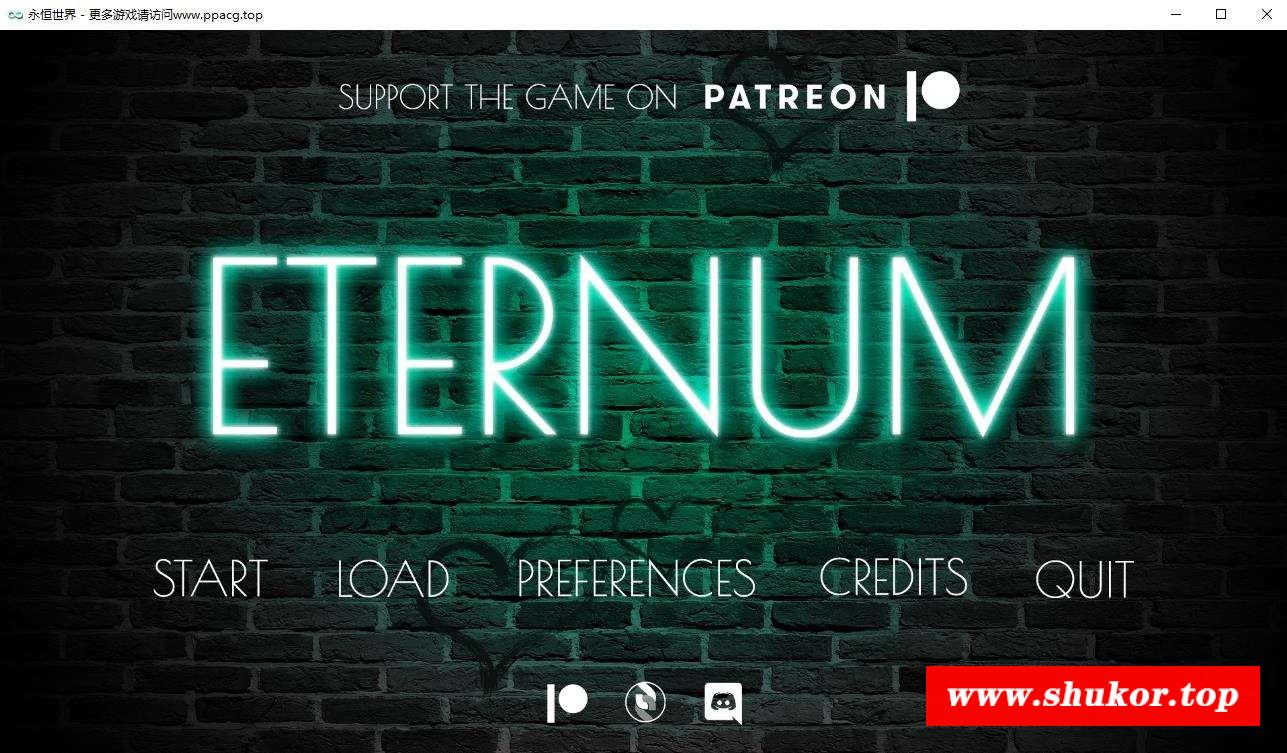 永恒世界 - 更多游戏请访问www.ppacg.top
SUPPORT THE GAME ON PATREON
ETERNUM
START LOAD PREFERENCES CREDITS QUIT
www.shukor.top